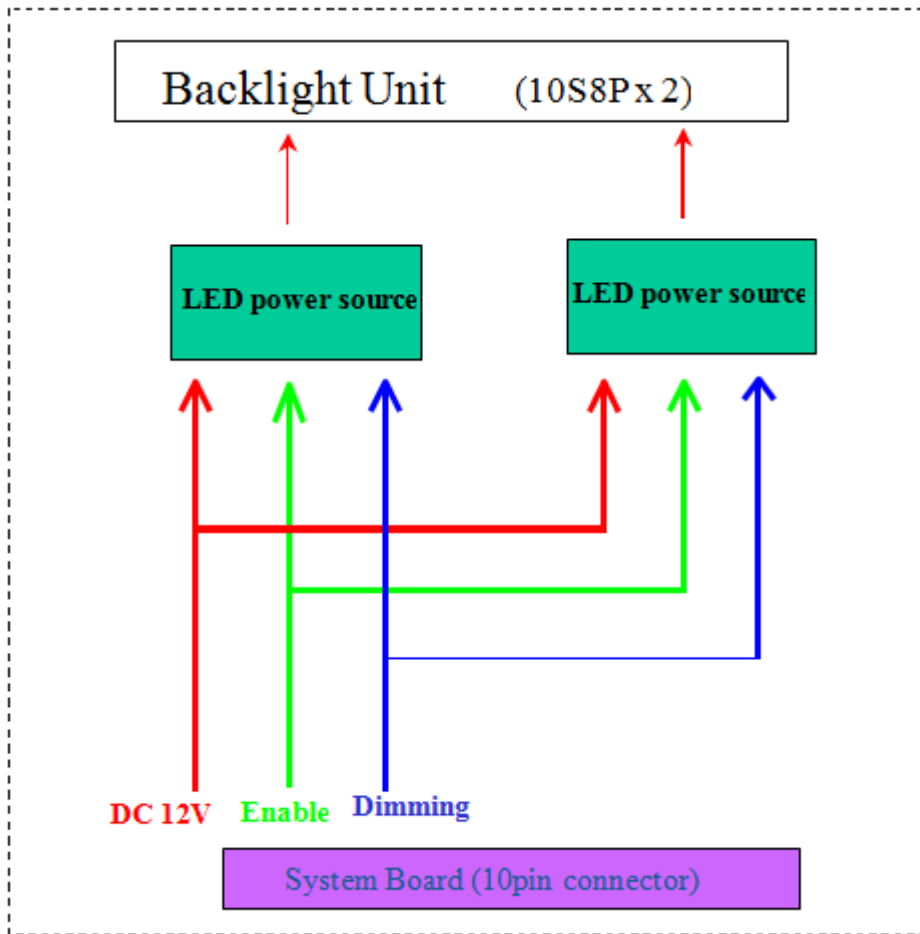 Backlight Unit (10S8P x 2)
LED power source
LED power source
DC 12V Enable Dimming
System Board (10pin connector)